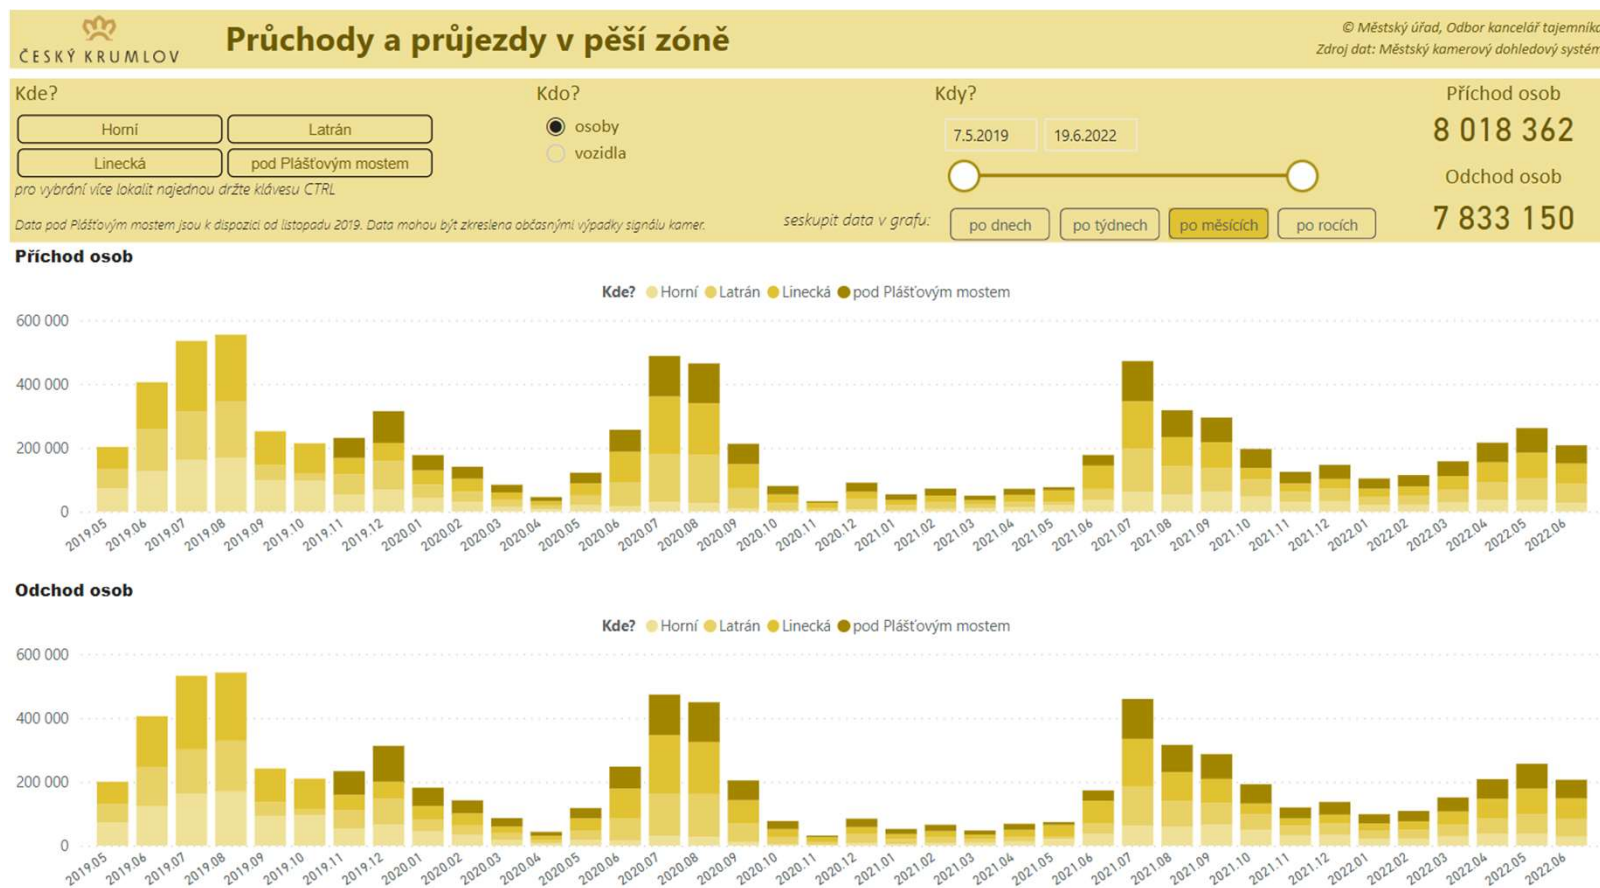 ČESKÝ KRUMLOV
Průchody a průjezdy v pěší zóně
© Městský úřad, Odbor kancelář tajemníka
Zdroj dat: Městský kamerový dohledový systém
Kde?
Horní
Latrán
Linecká
pod Plášťovým mostem
pro vybrání více lokalit najednou držte klávesu CTRL
Data pod Plášťovým mostem jsou k dispozici od listopadu 2019. Data mohou být zkreslena občasnými výpadky signálu kamer.
Kdo?
osoby
vozidla
Kdy?
7.5.2019
19.6.2022
seskupit data v grafu:
po dnech
po týdnech
po měsících
po rocích
Příchod osob
8 018 362
Odchod osob
7 833 150
Příchod osob
Kde? Horní Latrán Linecká pod Plášťovým mostem
600 000
400 000
200 000
0
2019.05 2019.06 2019.07 2019.08 2019.09 2019.10 2019.11 2019.12 2020.01 2020.02 2020.03 2020.04 2020.05 2020.06 2020.07 2020.08 2020.09 2020.10 2020.11 2020.12 2021.01 2021.02 2021.03 2021.04 2021.05 2021.06 2021.07 2021.08 2021.09 2021.10 2021.11 2021.12 2022.01 2022.02 2022.03 2022.04 2022.05 2022.06
Odchod osob
Kde? Horní Latrán Linecká pod Plášťovým mostem
600 000
400 000
200 000
0
2019.05 2019.06 2019.07 2019.08 2019.09 2019.10 2019.11 2019.12 2020.01 2020.02 2020.03 2020.04 2020.05 2020.06 2020.07 2020.08 2020.09 2020.10 2020.11 2020.12 2021.01 2021.02 2021.03 2021.04 2021.05 2021.06 2021.07 2021.08 2021.09 2021.10 2021.11 2021.12 2022.01 2022.02 2022.03 2022.04 2022.05 2022.06